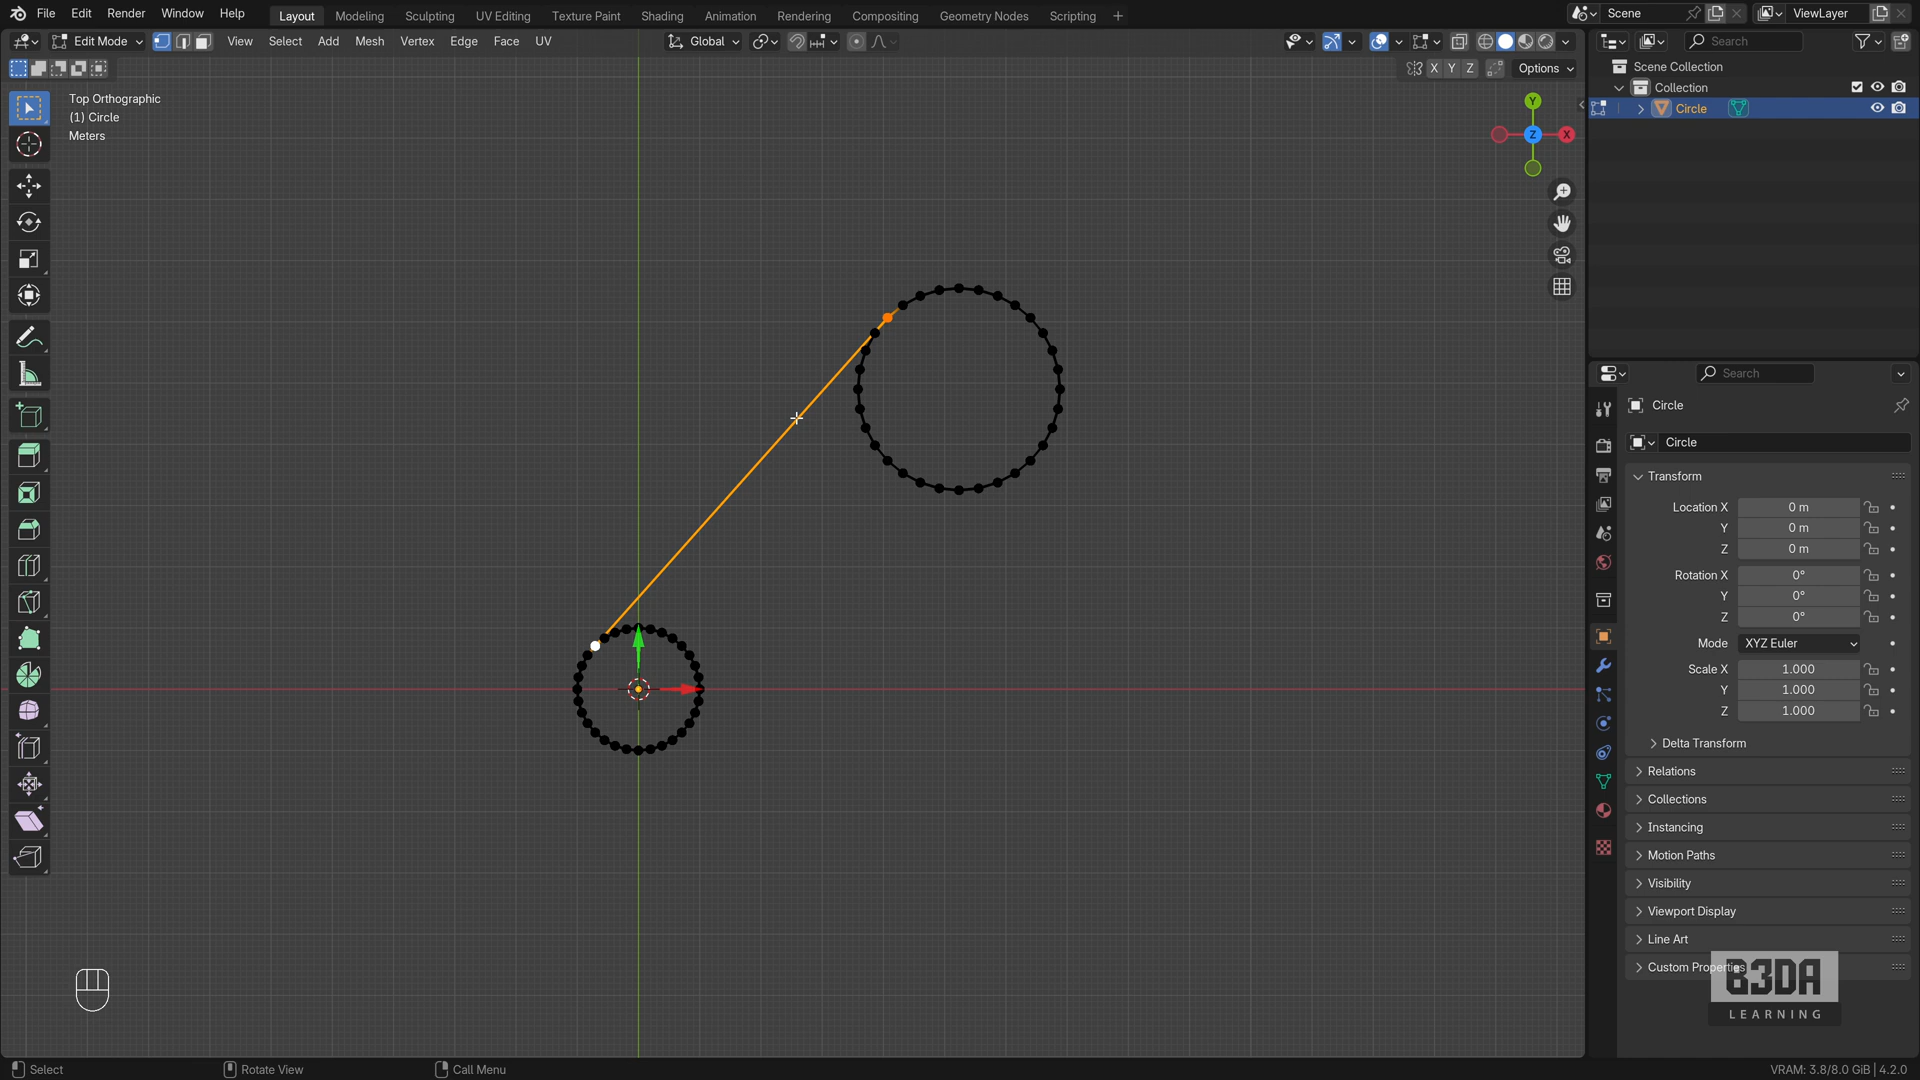 File Edit Render Window Help Layout Modeling Sculpting UV Editing Texture Paint Shading Animation Rendering Compositing Geometry Nodes Scripting + Scene ViewLayer
Edit Mode View Select Add Mesh Vertex Edge Face UV Global Search
X Y Z Options
Scene Collection
Collection
Circle
Top Orthographic
(1) Circle
Meters
Y
Z X
Search
Circle
Circle
Transform
Location X 0 m
Y 0 m
Z 0 m
Rotation X 0°
Y 0°
Z 0°
Mode XYZ Euler
Scale X 1.000
Y 1.000
Z 1.000
Delta Transform
Relations
Collections
Instancing
Motion Paths
Visibility
Viewport Display
Line Art
Custom Properties
B3DA
LEARNING
Select Rotate View Call Menu VRAM: 3.8/8.0 GiB | 4.2.0